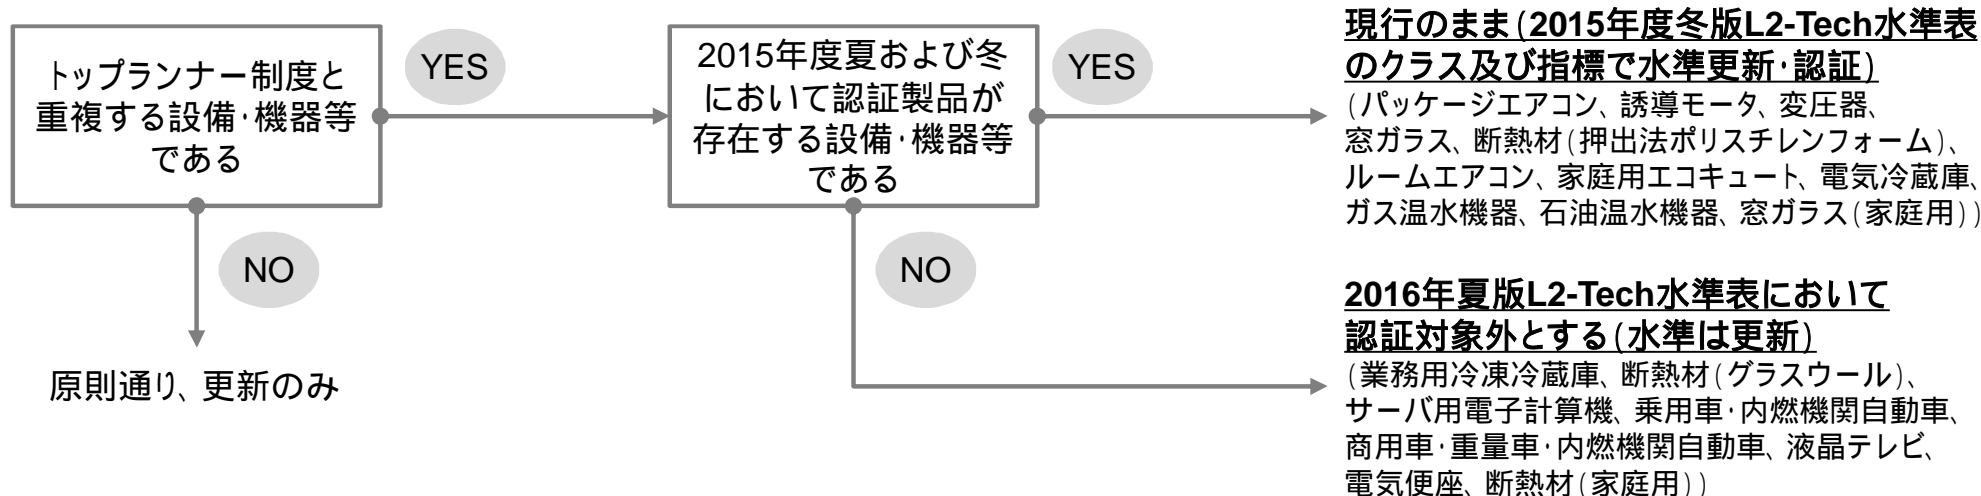 トップランナー制度と
重複する設備･機器等
である
YES
2015年度夏および冬
において認証製品が
存在する設備･機器等
である
YES
現行のまま(2015年度冬版L2-Tech水準表
のクラス及び指標で水準更新･認証)
(パッケージエアコン、誘導モータ、変圧器、
窓ガラス、断熱材(押出法ポリスチレンフォーム)、
ルームエアコン、家庭用エコキュート、電気冷蔵庫、
ガス温水機器、石油温水機器、窓ガラス(家庭用))
NO
原則通り、更新のみ
NO
2016年夏版L2-Tech水準表において
認証対象外とする(水準は更新)
(業務用冷凍冷蔵庫、断熱材(グラスウール)、
サーバ用電子計算機、乗用車･内燃機関自動車、
商用車･重量車･内燃機関自動車、液晶テレビ、
電気便座、断熱材(家庭用))